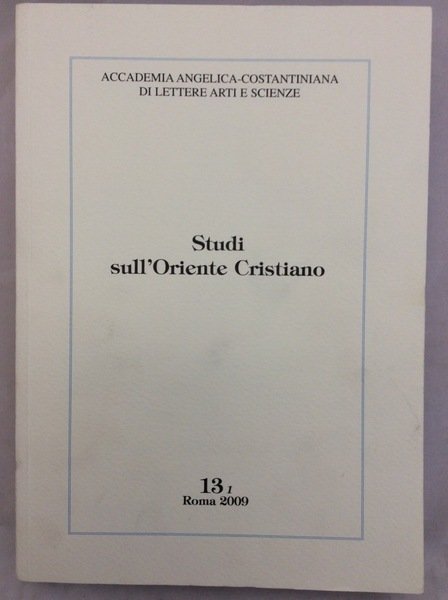 ACCADEMIA ANGELICA-COSTANTINIANA
DI LETTERE ARTI E SCIENZE
Studi
sull'Oriente Cristiano
13 1
Roma 2009